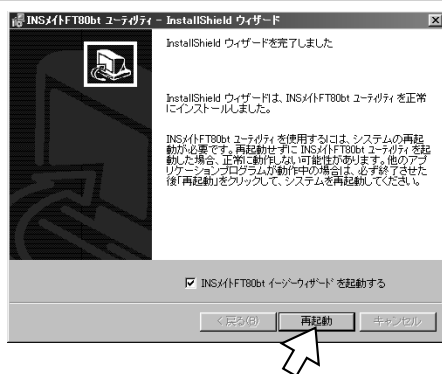 INSﾒｲﾄFT80bt ﾕｰﾃｨﾘﾃｨ - InstallShield ウィザード
InstallShield ウィザードを完了しました
InstallShield ウィザードは、INSﾒｲﾄFT80bt ﾕｰﾃｨﾘﾃｨ を正常
にインストールしました。
INSﾒｲﾄFT80bt ﾕｰﾃｨﾘﾃｨ を使用するには、システムの再起
動が必要です。再起動せずに INSﾒｲﾄFT80bt ﾕｰﾃｨﾘﾃｨ を起
動した場合、正常に動作しない可能性があります。他のアプ
リケーションプログラムが動作中の場合は、必ず終了させた
後「再起動」をクリックして、システムを再起動してください。
INSﾒｲﾄFT80bt ｲｰｼﾞｰｳｨｻﾞｰﾄﾞ を起動する
< 戻る(B)
再起動
キャンセル